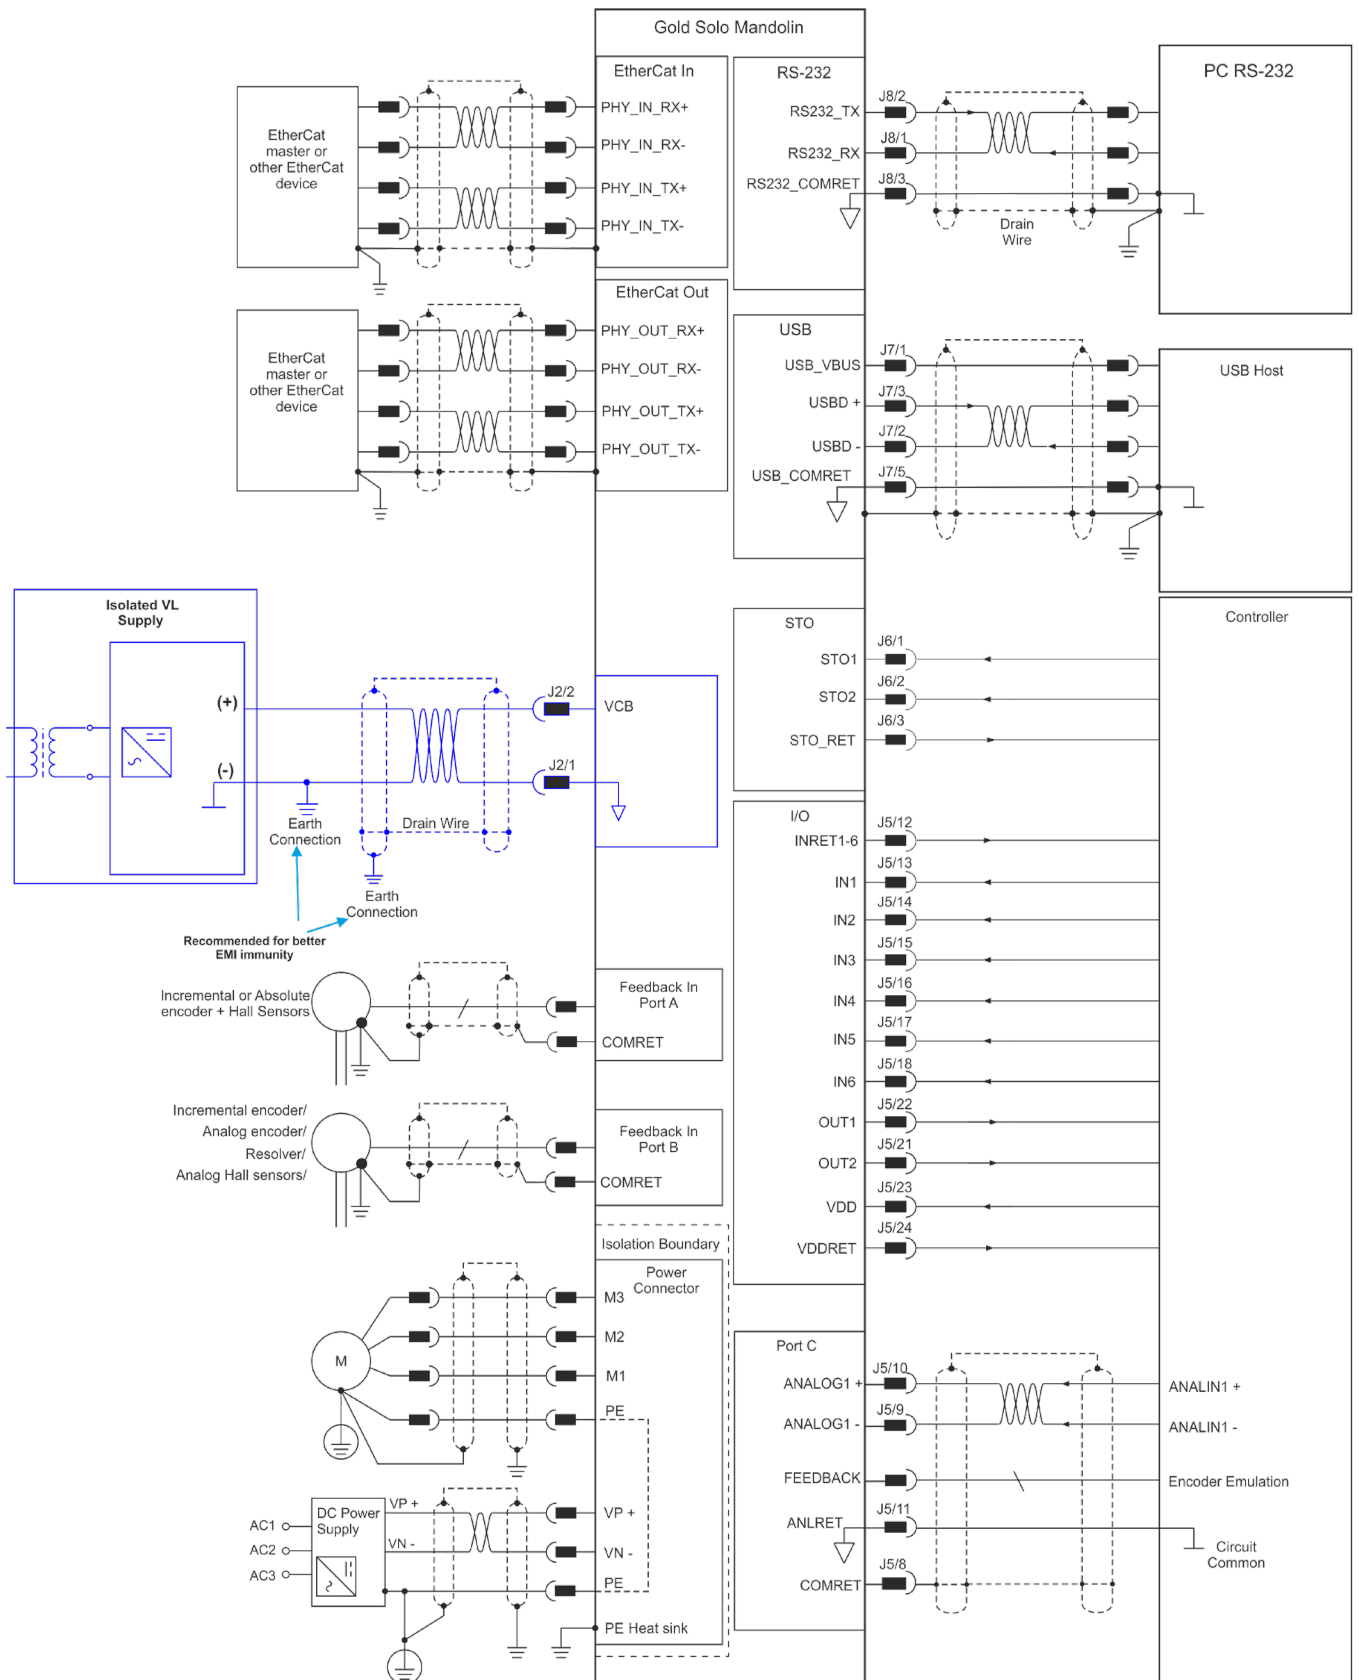 Gold Solo Mandolin
EtherCat In
EtherCat
master or
other EtherCat
device
PHY_IN_RX+
PHY_IN_RX-
PHY_IN_TX+
PHY_IN_TX-
EtherCat Out
EtherCat
master or
other EtherCat
device
PHY_OUT_RX+
PHY_OUT_RX-
PHY_OUT_TX+
PHY_OUT_TX-
RS-232
RS232_TX
J8/2
RS232_RX
J8/1
RS232_COMRET
J8/3
Drain
Wire
PC RS-232
USB
USB_VBUS
J7/1
USBD +
J7/3
USBD -
J7/2
USB_COMRET
J7/5
USB Host
Isolated VL
Supply
(+)
(-)
J2/2
VCB
J2/1
Earth
Connection
Drain Wire
Earth
Connection
Recommended for better
EMI immunity
STO
STO1
J6/1
STO2
J6/2
STO_RET
J6/3
Controller
I/O
INRET1-6
J5/12
IN1
J5/13
IN2
J5/14
IN3
J5/15
IN4
J5/16
IN5
J5/17
IN6
J5/18
OUT1
J5/22
OUT2
J5/21
VDD
J5/23
VDDRET
J5/24
Incremental or Absolute
encoder + Hall Sensors
Feedback In
Port A
COMRET
Incremental encoder/
Analog encoder/
Resolver/
Analog Hall sensors/
Feedback In
Port B
COMRET
Isolation Boundary
Power
Connector
M
M3
M2
M1
PE
AC1
AC2
AC3
DC Power
Supply
VP +
VN -
VP +
VN -
PE
PE Heat sink
Port C
ANALOG1 +
J5/10
ANALIN1 +
ANALOG1 -
J5/9
ANALIN1 -
FEEDBACK
Encoder Emulation
ANLRET
J5/11
Circuit
Common
COMRET
J5/8